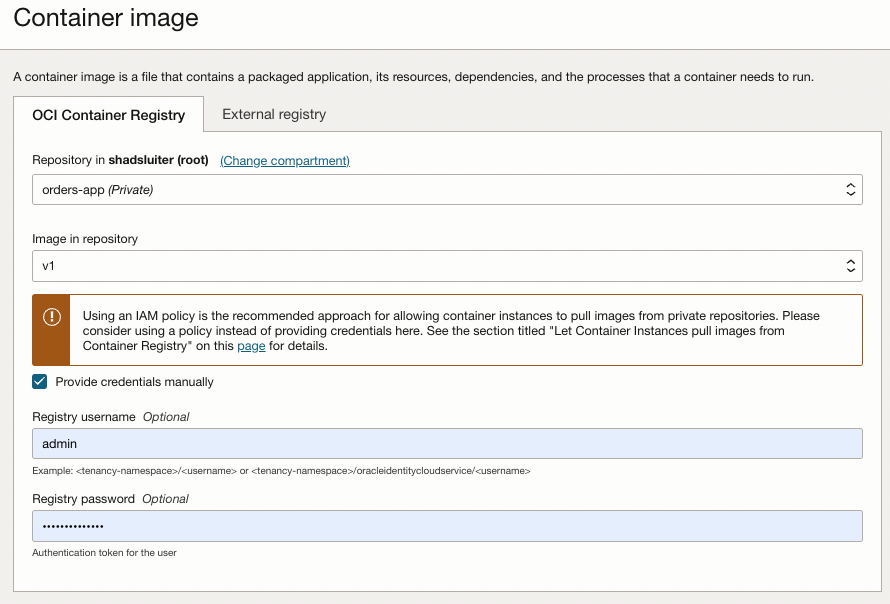 Container image
A container image is a file that contains a packaged application, its resources, dependencies, and the processes that a container needs to run.
OCI Container Registry
External registry
Repository in shadsluiter (root) (Change compartment)
orders-app (Private)
Image in repository
v1
Using an IAM policy is the recommended approach for allowing container instances to pull images from private repositories. Please
consider using a policy instead of providing credentials here. See the section titled "Let Container Instances pull images from
Container Registry" on this page for details.
Provide credentials manually
Registry username Optional
admin
Example: <tenancy-namespace>/<username> or <tenancy-namespace>/oracleidentitycloudservice/<username>
Registry password Optional
••••••••••••••
Authentication token for the user